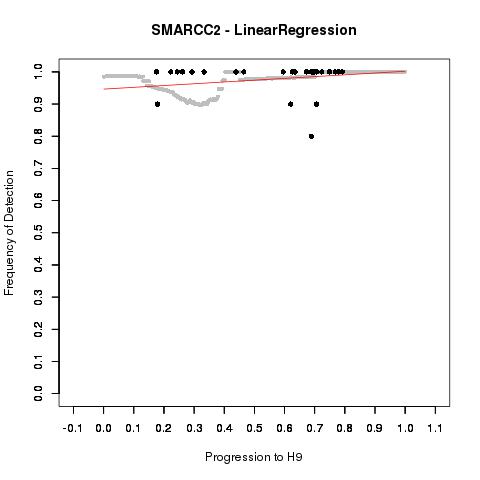 SMARCC2 - LinearRegression
Frequency of Detection
1.0
0.9
0.8
0.7
0.6
0.5
0.4
0.3
0.2
0.1
0.0
-0.1 0.0 0.1 0.2 0.3 0.4 0.5 0.6 0.7 0.8 0.9 1.0 1.1
Progression to H9